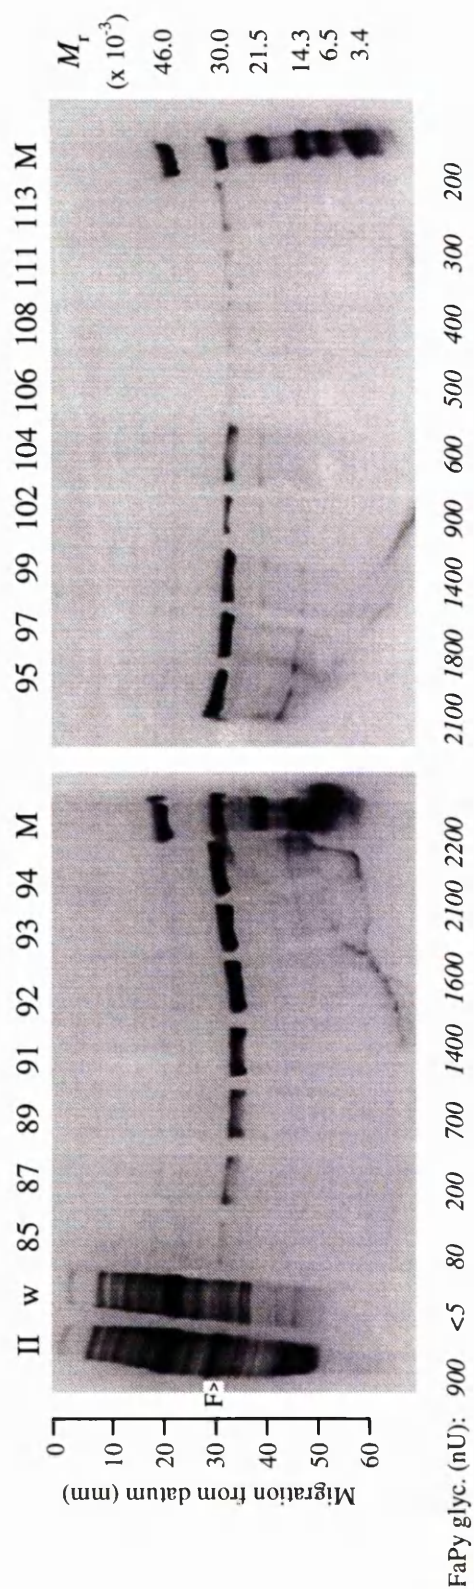 II w 85 87 89 91 92 93 94 M 95 97 99 102 104 106 108 111 113 M
Mr
(x 10⁻³)
0
10
20
30
40
50
60
Migration from datum (mm)
F>
46.0
30.0
21.5
14.3
6.5
3.4
FaPy glyc. (nU): 900 <5 80 200 700 1400 1600 2100 2200 2100 1800 1400 900 600 500 400 300 200